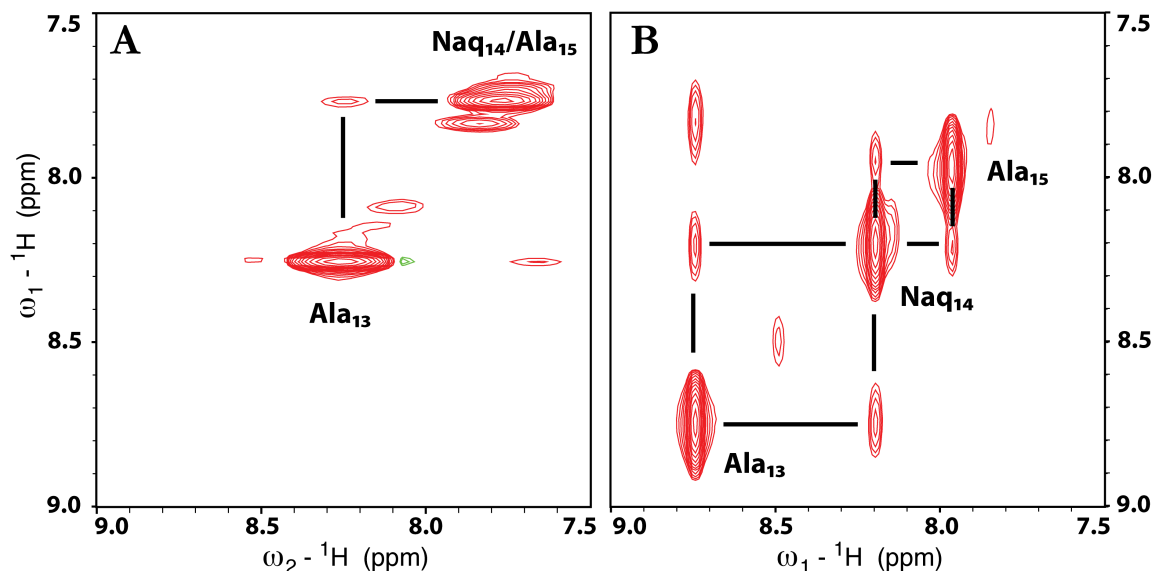 A
Naq₁₄/Ala₁₅
Ala₁₃
7.5
8.0
8.5
9.0
ω₁ - ¹H (ppm)
9.0 8.5 8.0 7.5
ω₂ - ¹H (ppm)
B
Ala₁₅
Naq₁₄
Ala₁₃
7.5
8.0
8.5
9.0
9.0 8.5 8.0 7.5
ω₁ - ¹H (ppm)